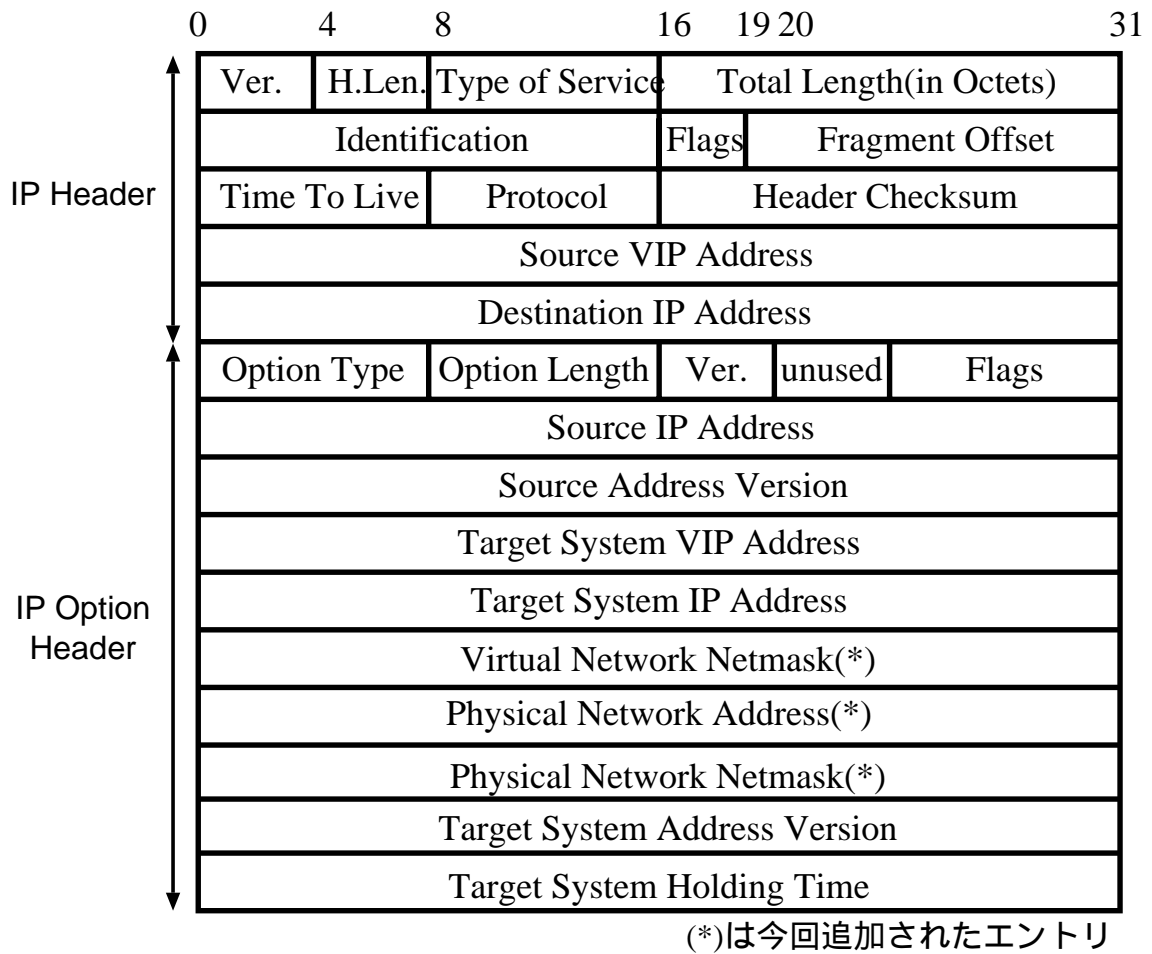 0 4 8 16 19 20 31
Ver. H.Len. Type of Service Total Length(in Octets)
Identification Flags Fragment Offset
IP Header
Time To Live Protocol Header Checksum
Source VIP Address
Destination IP Address
Option Type Option Length Ver. unused Flags
Source IP Address
Source Address Version
Target System VIP Address
IP Option
Header
Target System IP Address
Virtual Network Netmask(*)
Physical Network Address(*)
Physical Network Netmask(*)
Target System Address Version
Target System Holding Time
(*)は今回追加されたエントリ